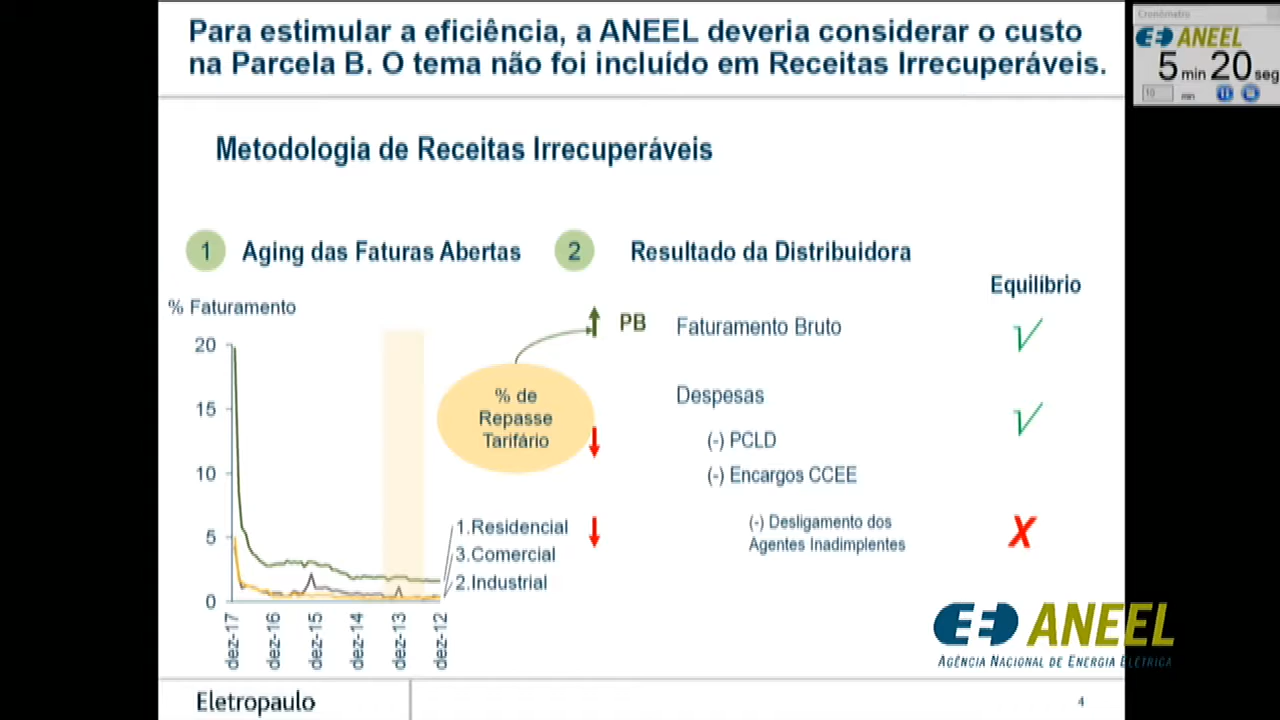 Para estimular a eficiência, a ANEEL deveria considerar o custo
na Parcela B. O tema não foi incluído em Receitas Irrecuperáveis.
Cronômetro
ANEEL
5 min 20 seg
10 min
Metodologia de Receitas Irrecuperáveis
1 Aging das Faturas Abertas
2 Resultado da Distribuidora
Equilíbrio
% Faturamento
PB
Faturamento Bruto
20
15
10
5
0
% de
Repasse
Tarifário
Despesas
(-) PCLD
(-) Encargos CCEE
(-) Desligamento dos
Agentes Inadimplentes
1.Residencial
3.Comercial
2.Industrial
dez-17
dez-16
dez-15
dez-14
dez-13
dez-12
ANEEL
AGÊNCIA NACIONAL DE ENERGIA ELÉTRICA
Eletropaulo
4